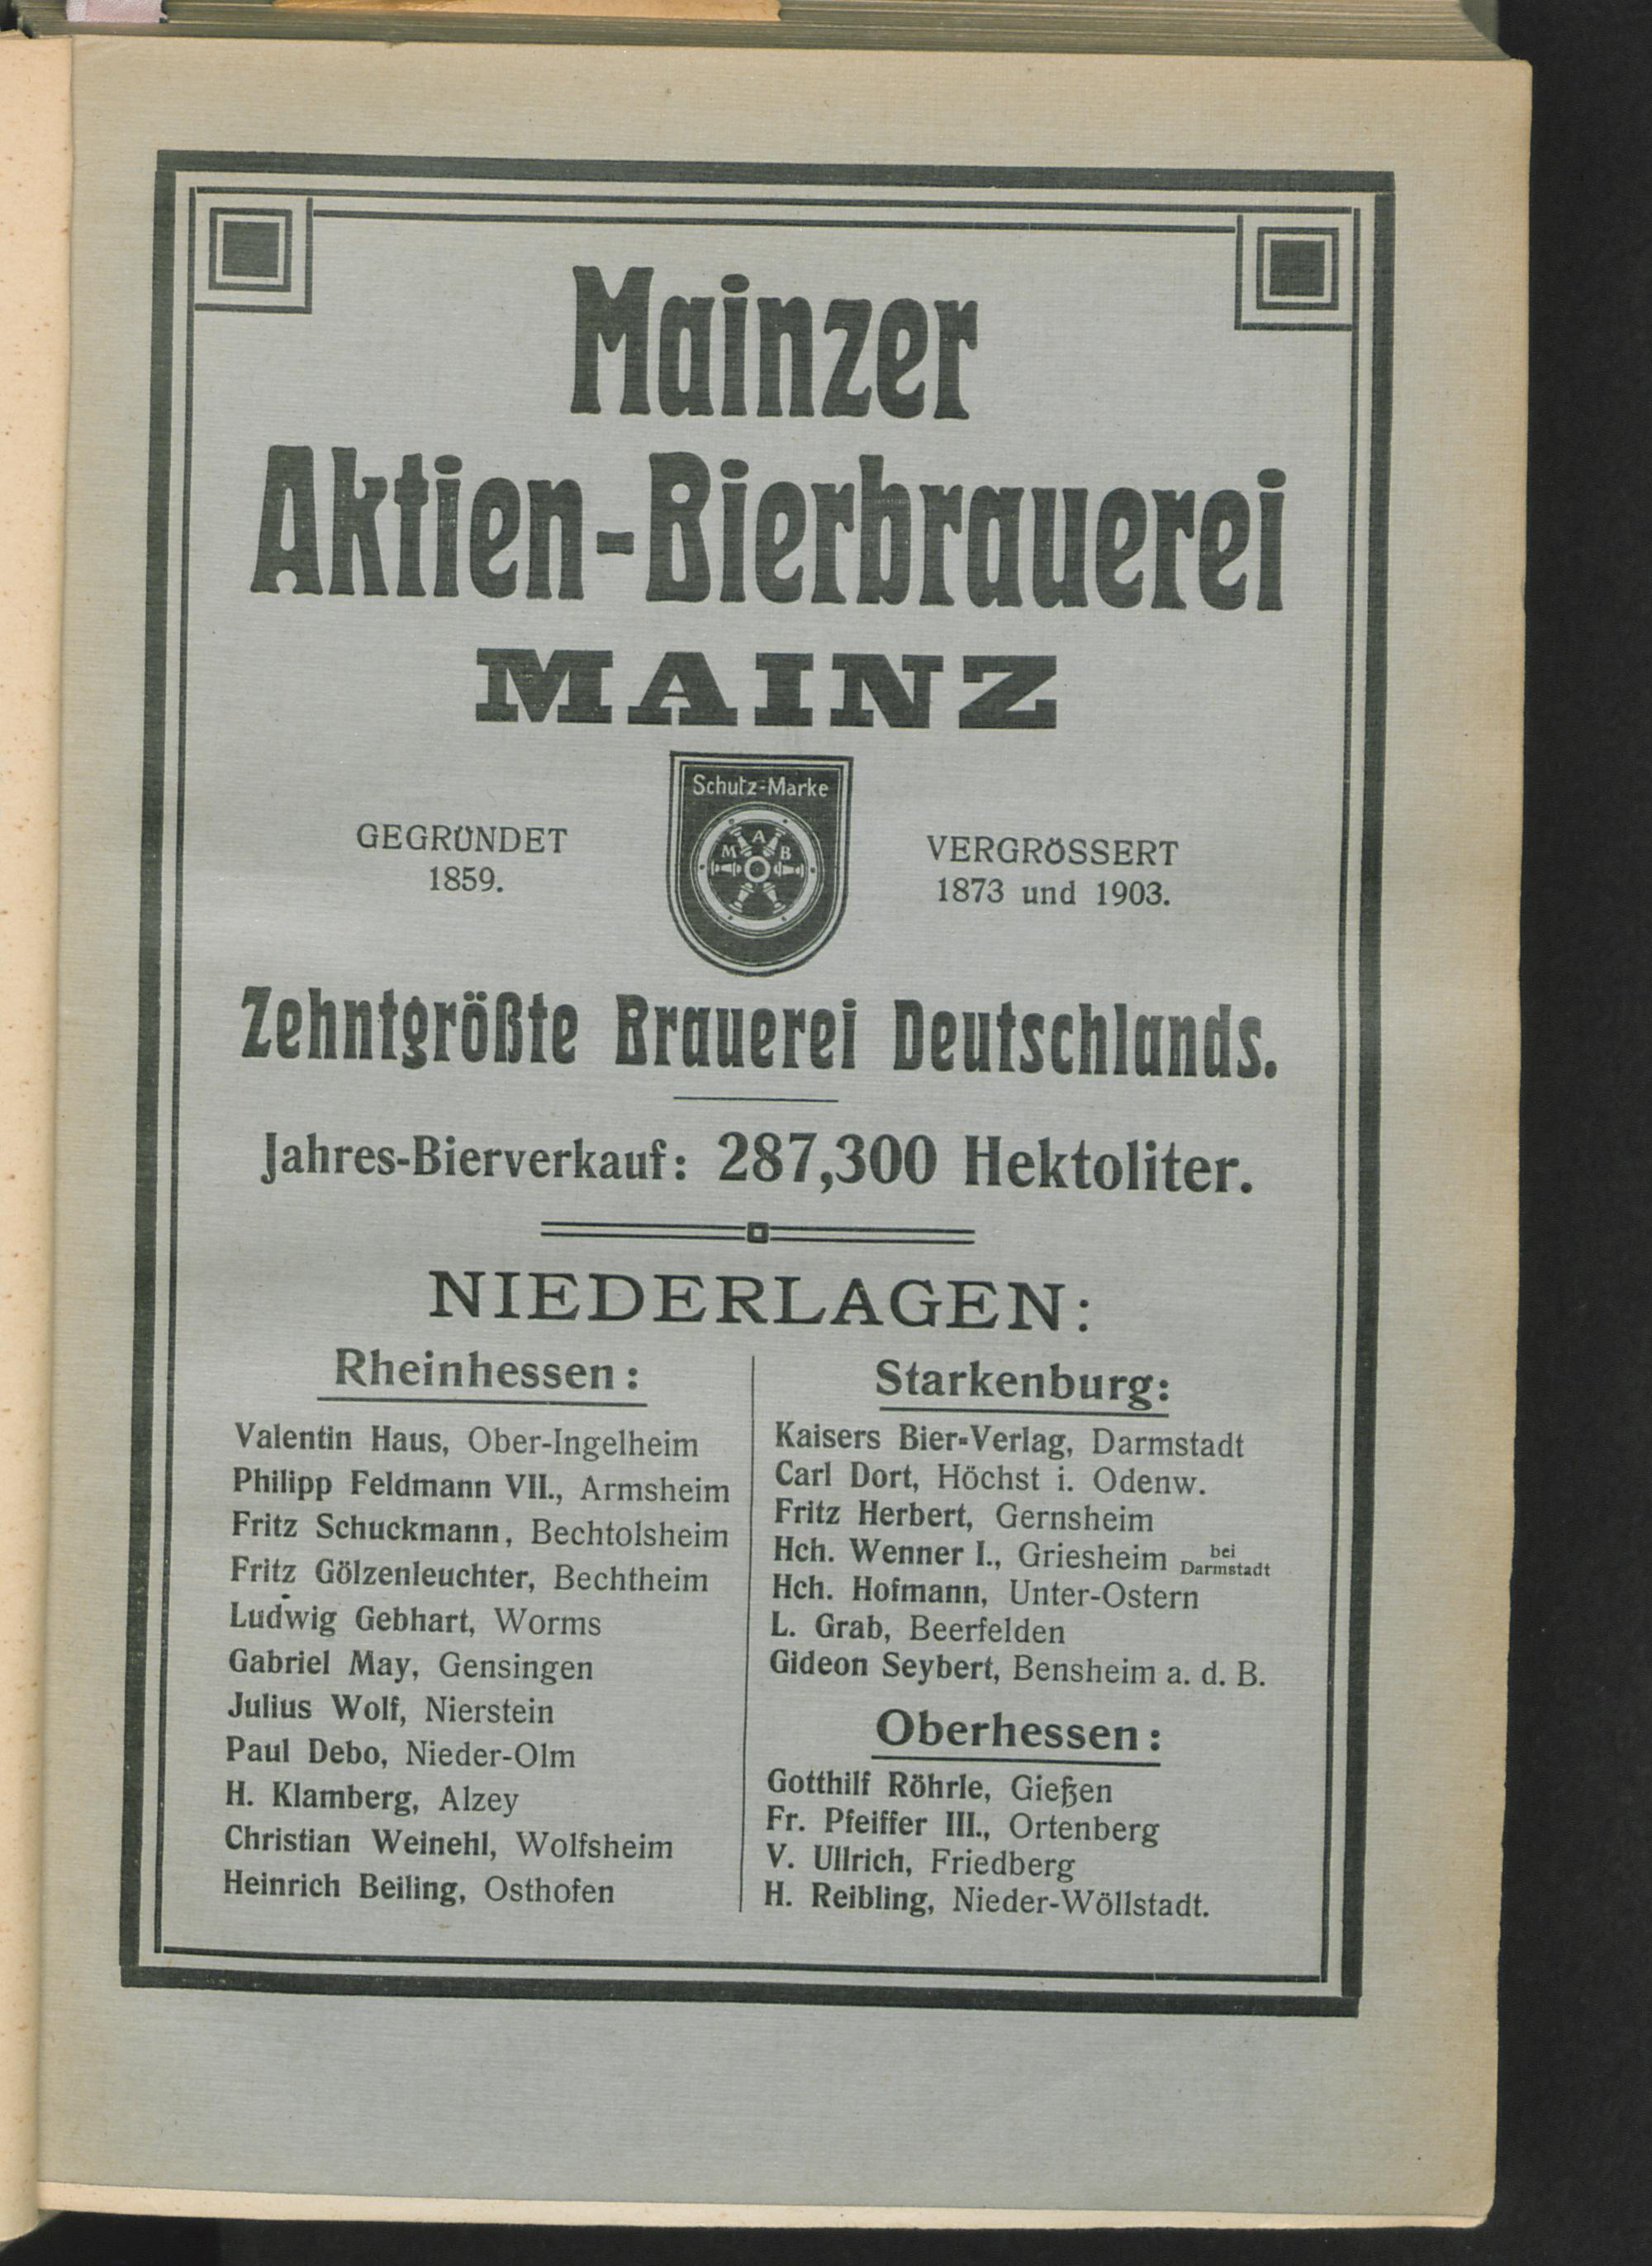 Mainzer
Aktien-Bierbrauerei
MAINZ
Schutz-Marke
M A B
GEGRÜNDET
1859.
VERGRÖSSERT
1873 und 1903.
Zehntgrößte Brauerei Deutschlands.
Jahres-Bierverkauf: 287,300 Hektoliter.
NIEDERLAGEN:
Rheinhessen:
Valentin Haus, Ober-Ingelheim
Philipp Feldmann VII., Armsheim
Fritz Schuckmann, Bechtolsheim
Fritz Gölzenleuchter, Bechtheim
Ludwig Gebhart, Worms
Gabriel May, Gensingen
Julius Wolf, Nierstein
Paul Debo, Nieder-Olm
H. Klamberg, Alzey
Christian Weinehl, Wolfsheim
Heinrich Beiling, Osthofen
Starkenburg:
Kaisers Bier-Verlag, Darmstadt
Carl Dort, Höchst i. Odenw.
Fritz Herbert, Gernsheim
Hch. Wenner I., Griesheim bei Darmstadt
Hch. Hofmann, Unter-Ostern
L. Grab, Beerfelden
Gideon Seybert, Bensheim a. d. B.
Oberhessen:
Gotthilf Röhrle, Gießen
Fr. Pfeiffer III., Ortenberg
V. Ullrich, Friedberg
H. Reibling, Nieder-Wöllstadt.